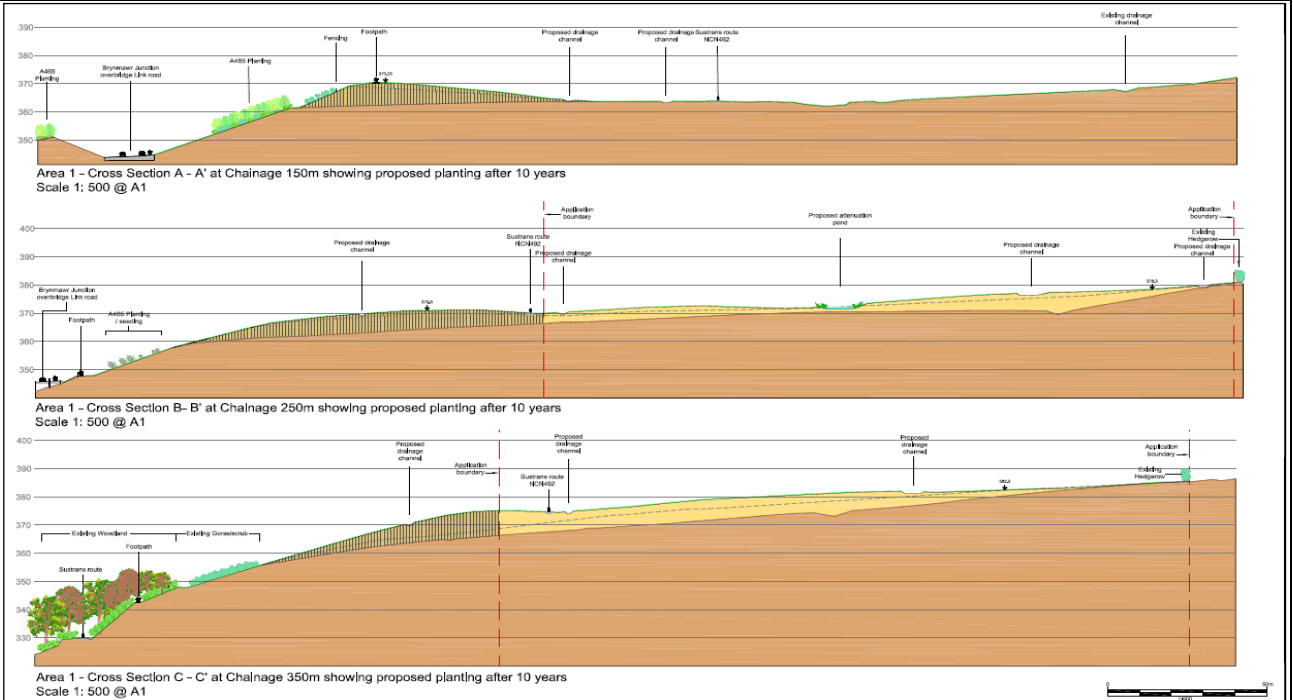 390
380
370
360
350
A465
Planting
Brynmawr Junction
overbridge Link road
A465 Planting
Fending
Footpath
Proposed drainage
channel
Proposed drainage
channel
Sustrans route
NCN492
Existing drainage
channel
Area 1 - Cross Section A - A' at Chainage 150m showing proposed planting after 10 years
Scale 1: 500 @ A1
400
390
380
370
360
350
Brynmawr Junction
overbridge Link road
Footpath
A465 Planting
/ seeding
Proposed drainage
channel
Sustrans route
NCN492
Application
boundary
Proposed drainage
channel
Proposed attenuation
pond
Proposed drainage
channel
Application
boundary
Existing
Hedgerow
Proposed drainage
channel
Area 1 - Cross Section B- B' at Chainage 250m showing proposed planting after 10 years
Scale 1: 500 @ A1
400
390
380
370
360
350
340
330
Existing Woodland
Sustrans route
Footpath
Existing Gorse/scrub
Proposed
drainage
channel
Application
boundary
Sustrans route
NCN492
Proposed
drainage
channel
Proposed
drainage
channel
Application
boundary
Existing
Hedgerow
Area 1 - Cross Section C - C' at Chainage 350m showing proposed planting after 10 years
Scale 1: 500 @ A1
0
50m